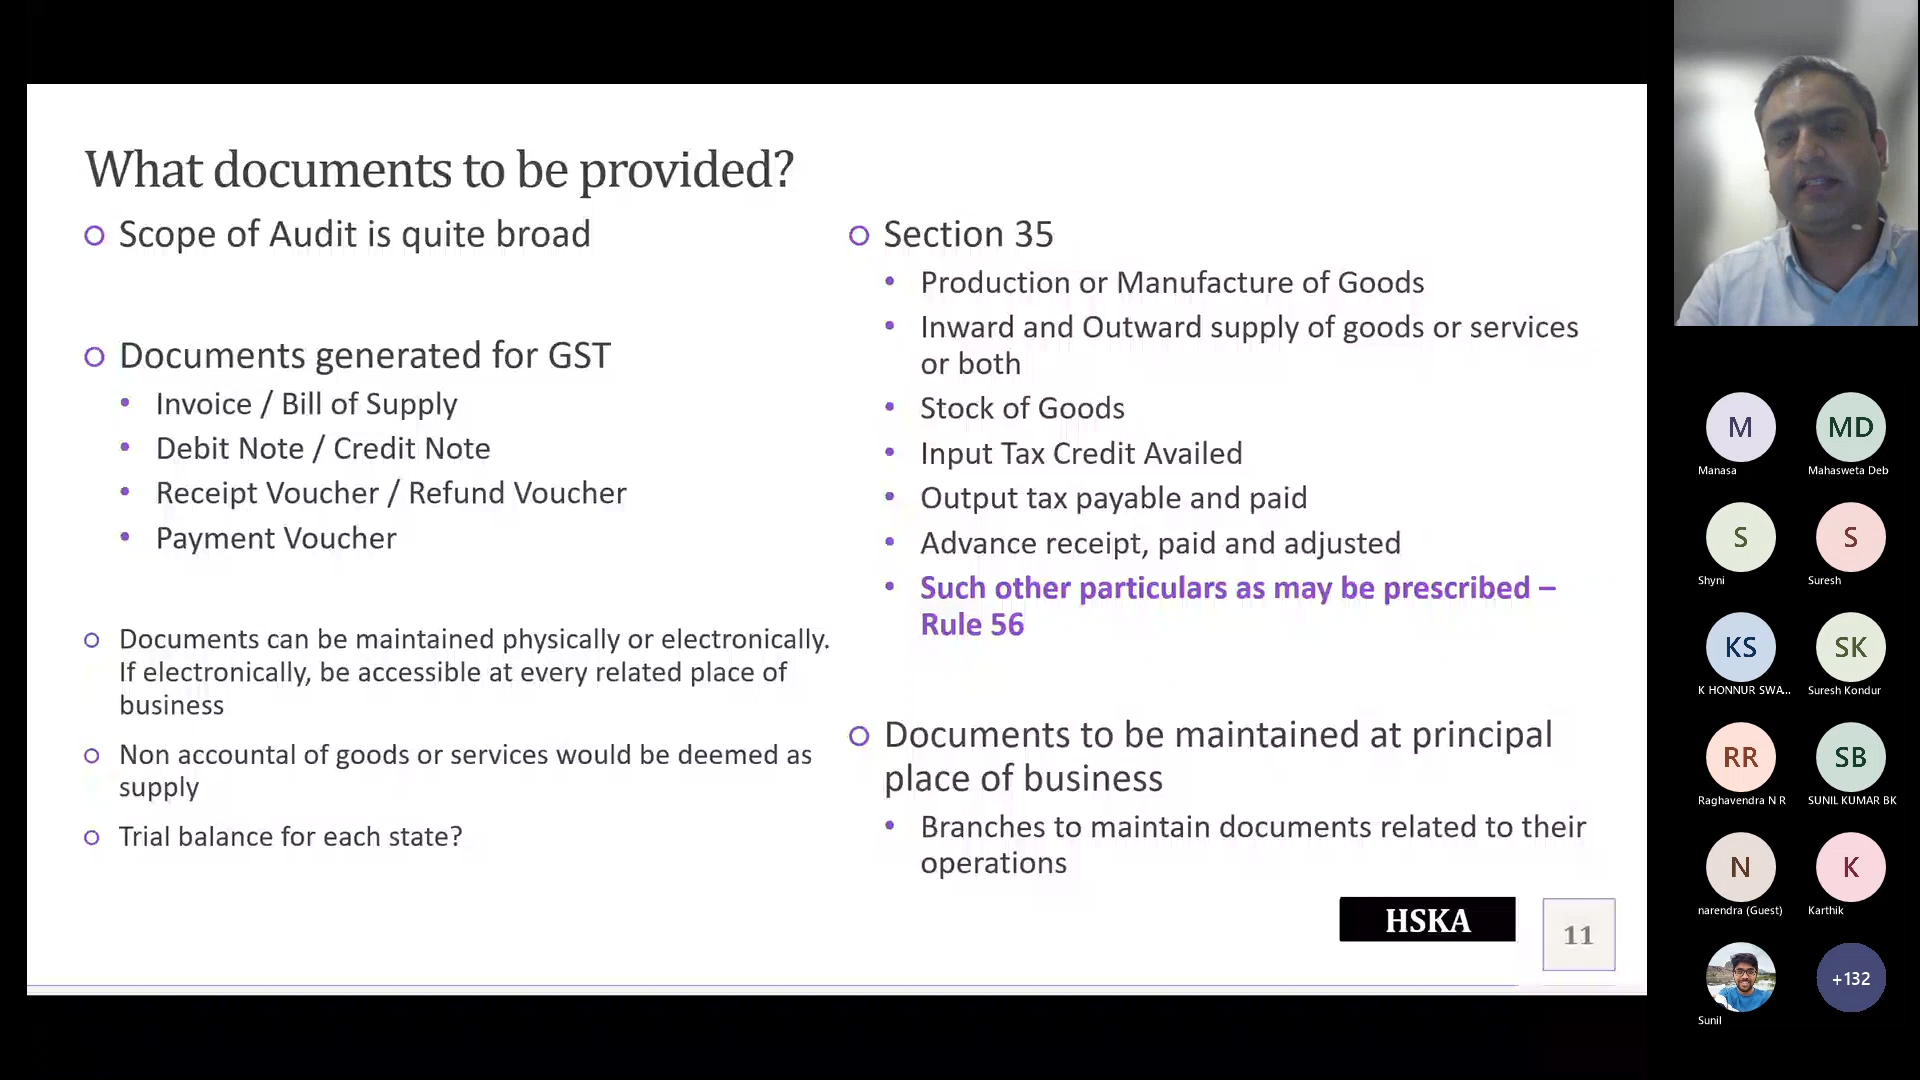 What documents to be provided?
Scope of Audit is quite broad
Documents generated for GST
Invoice / Bill of Supply
Debit Note / Credit Note
Receipt Voucher / Refund Voucher
Payment Voucher
Documents can be maintained physically or electronically.
If electronically, be accessible at every related place of
business
Non accountal of goods or services would be deemed as
supply
Trial balance for each state?
Section 35
Production or Manufacture of Goods
Inward and Outward supply of goods or services
or both
Stock of Goods
Input Tax Credit Availed
Output tax payable and paid
Advance receipt, paid and adjusted
Such other particulars as may be prescribed –
Rule 56
Documents to be maintained at principal
place of business
Branches to maintain documents related to their
operations
HSKA
11
M
Manasa
MD
Mahasweta Deb
S
Shyni
S
Suresh
KS
K HONNUR SWA...
SK
Suresh Kondur
RR
Raghavendra N R
SB
SUNIL KUMAR BK
N
narendra (Guest)
K
Karthik
Sunil
+132